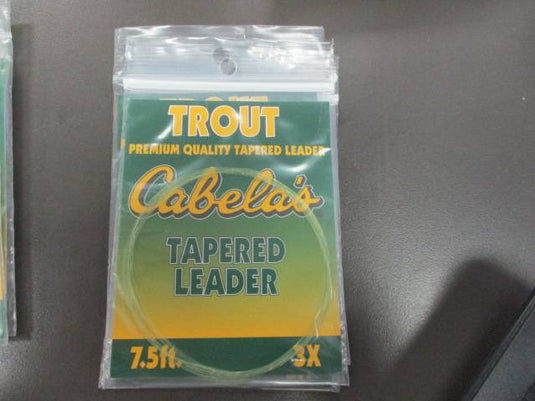 TROUT
PREMIUM QUALITY TAPERED LEADER
Cabela's
TAPERED
LEADER
7.5ft. 3X